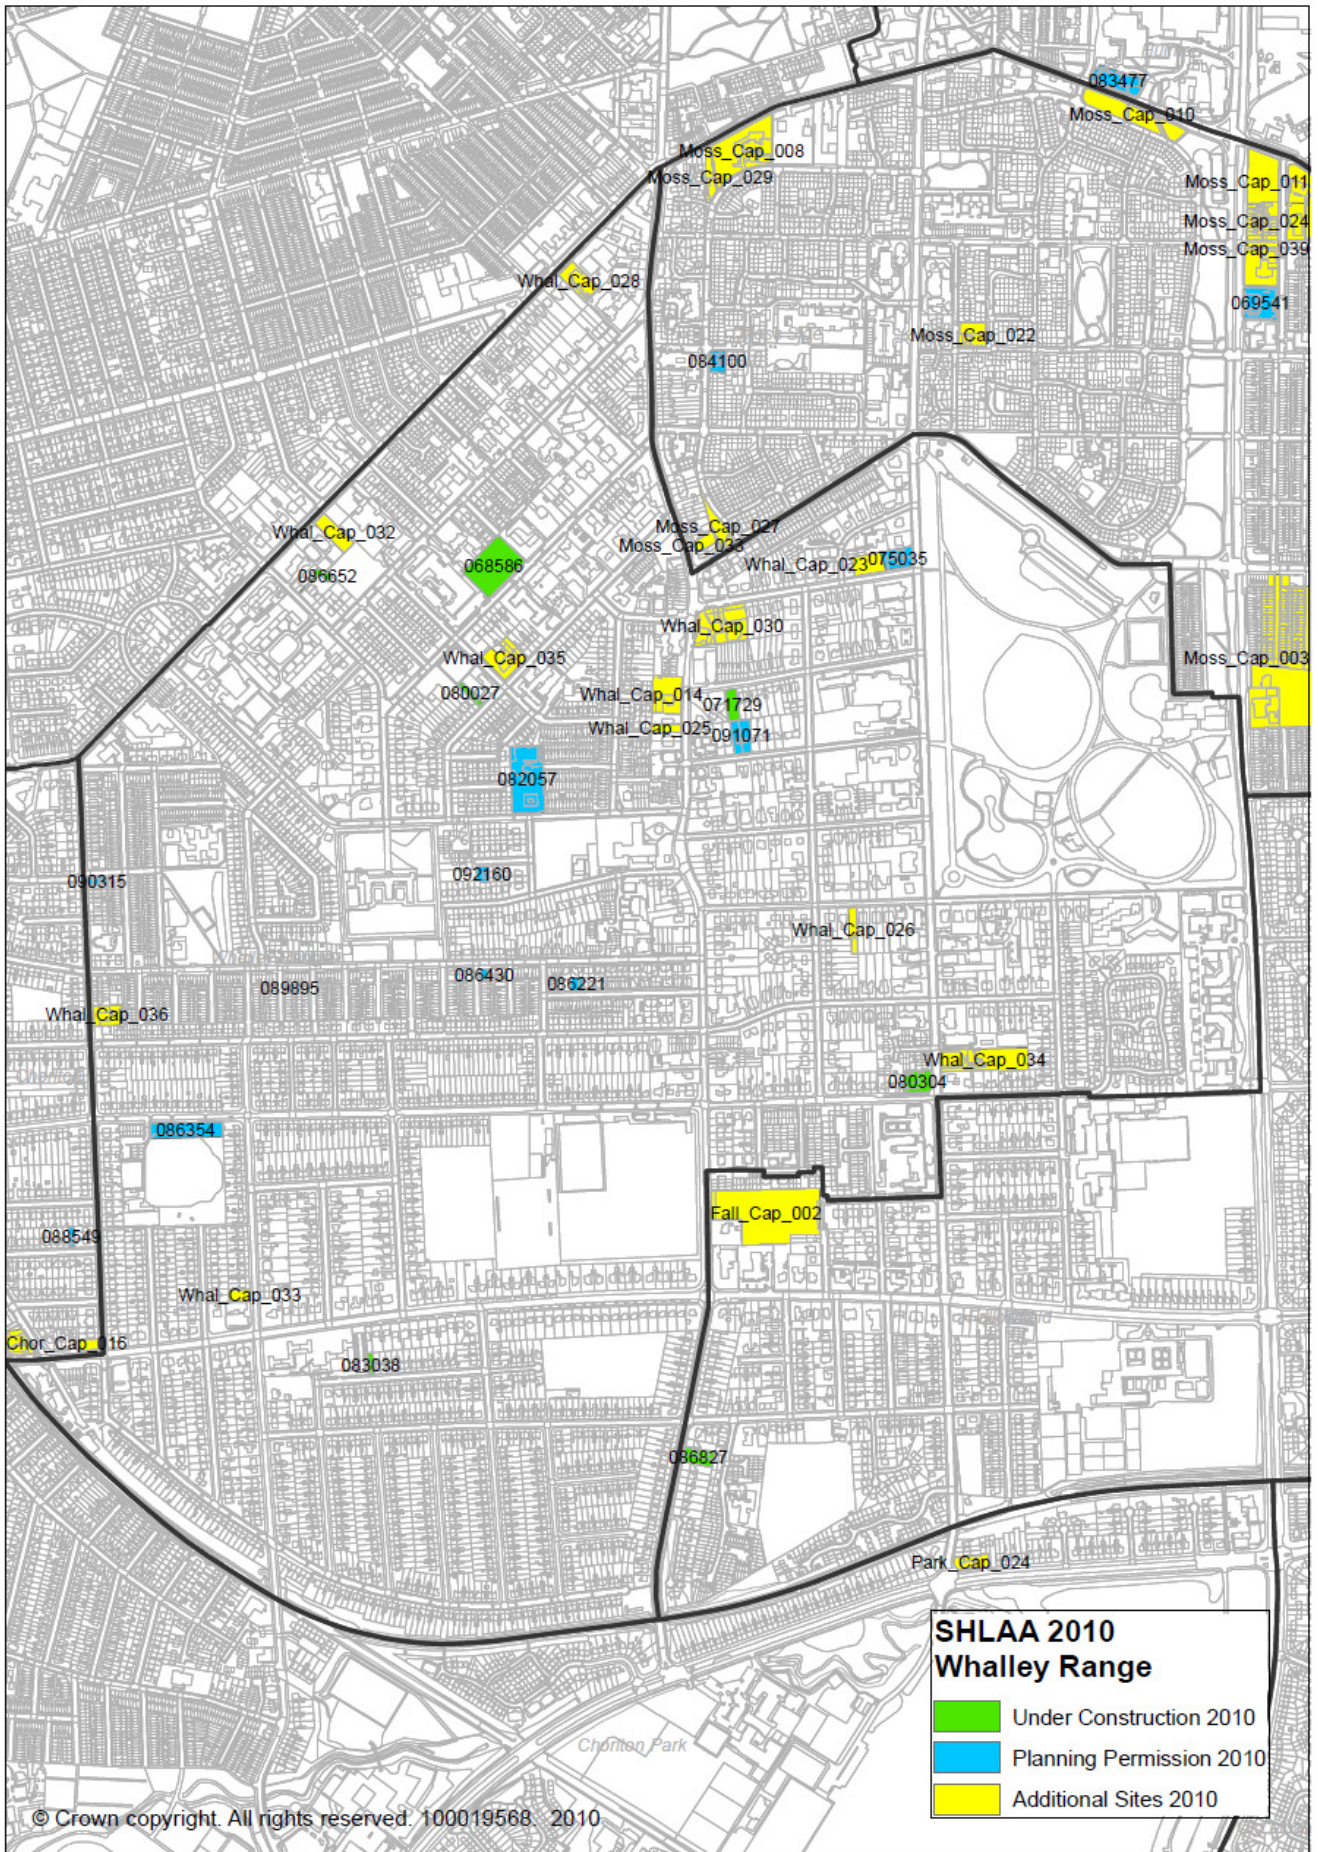 083477
Moss_Cap_010
Moss_Cap_008
Moss_Cap_029
Moss_Cap_011
Moss_Cap_024
Moss_Cap_039
Whal_Cap_028
069541
Moss_Cap_022
084100
Moss_Cap_027
Whal_Cap_032
Moss_Cap_033
075035
Whal_Cap_023
068586
086652
Whal_Cap_030
Whal_Cap_035
Moss_Cap_003
080027
Whal_Cap_014
071729
Whal_Cap_025
091071
082057
092160
090315
Whal_Cap_026
086430
086221
089895
Whal_Cap_036
Whal_Cap_034
080304
086354
Fall_Cap_002
088549
Whal_Cap_033
Chor_Cap_016
083038
086827
Park_Cap_024
SHLAA 2010
Whalley Range
Under Construction 2010
Planning Permission 2010
Additional Sites 2010
Chorlton Park
© Crown copyright. All rights reserved. 100019568. 2010